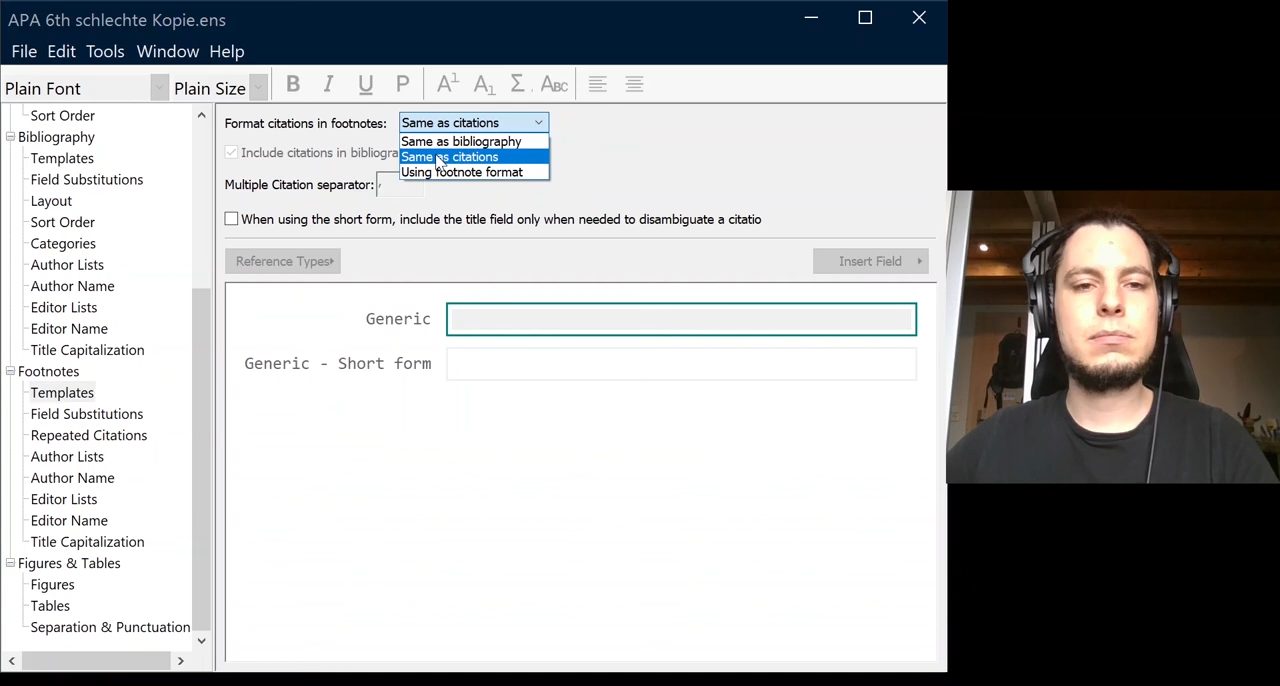 APA 6th schlechte Kopie.ens
File Edit Tools Window Help
Plain Font Plain Size B I U P A1 A1 Σ ABC
Sort Order
Bibliography
Templates
Field Substitutions
Layout
Sort Order
Categories
Author Lists
Author Name
Editor Lists
Editor Name
Title Capitalization
Footnotes
Templates
Field Substitutions
Repeated Citations
Author Lists
Author Name
Editor Lists
Editor Name
Title Capitalization
Figures & Tables
Figures
Tables
Separation & Punctuation
Format citations in footnotes: Same as citations
Same as bibliography
Include citations in bibliogra
Same as citations
Using footnote format
Multiple Citation separator: ,
When using the short form, include the title field only when needed to disambiguate a citatio
Reference Types Insert Field
Generic
Generic - Short form